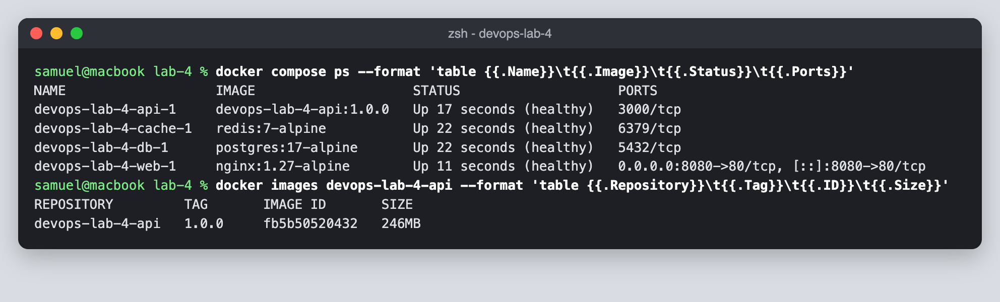 zsh - devops-lab-4
samuel@macbook lab-4 % docker compose ps --format 'table {{.Name}}\t{{.Image}}\t{{.Status}}\t{{.Ports}}'
NAME                   IMAGE                    STATUS                    PORTS
devops-lab-4-api-1     devops-lab-4-api:1.0.0   Up 17 seconds (healthy)   3000/tcp
devops-lab-4-cache-1   redis:7-alpine           Up 22 seconds (healthy)   6379/tcp
devops-lab-4-db-1      postgres:17-alpine       Up 22 seconds (healthy)   5432/tcp
devops-lab-4-web-1     nginx:1.27-alpine        Up 11 seconds (healthy)   0.0.0.0:8080->80/tcp, [::]:8080->80/tcp
samuel@macbook lab-4 % docker images devops-lab-4-api --format 'table {{.Repository}}\t{{.Tag}}\t{{.ID}}\t{{.Size}}'
REPOSITORY         TAG       IMAGE ID       SIZE
devops-lab-4-api   1.0.0     fb5b50520432   246MB